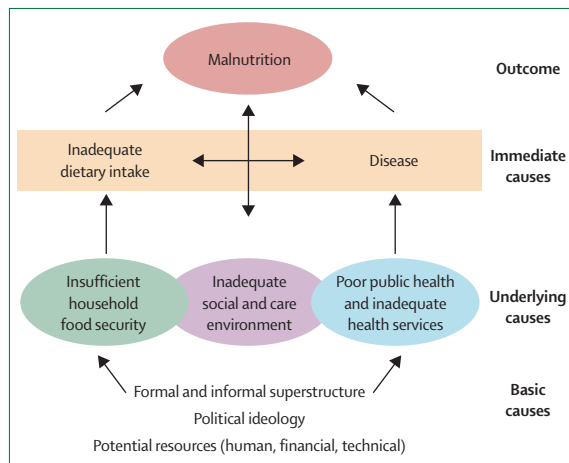 Malnutrition
Outcome
Inadequate
dietary intake
Disease
Immediate
causes
Insufficient
household
food security
Inadequate
social and care
environment
Poor public health
and inadequate
health services
Underlying
causes
Formal and informal superstructure
Political ideology
Potential resources (human, financial, technical)
Basic
causes